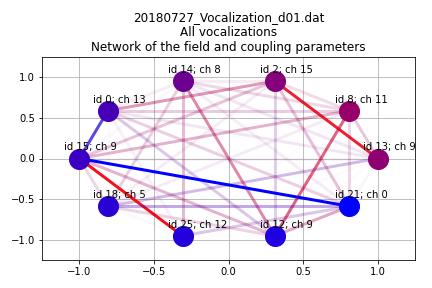 20180727_Vocalization_d01.dat
All vocalizations
Network of the field and coupling parameters
1.0
0.5
0.0
−0.5
−1.0
id 14; ch 8
id 2; ch 15
id 0; ch 13
id 8; ch 11
id 15; ch 9
id 13; ch 9
id 18; ch 5
id 21; ch 0
id 25; ch 12
id 12; ch 9
−1.0 −0.5 0.0 0.5 1.0